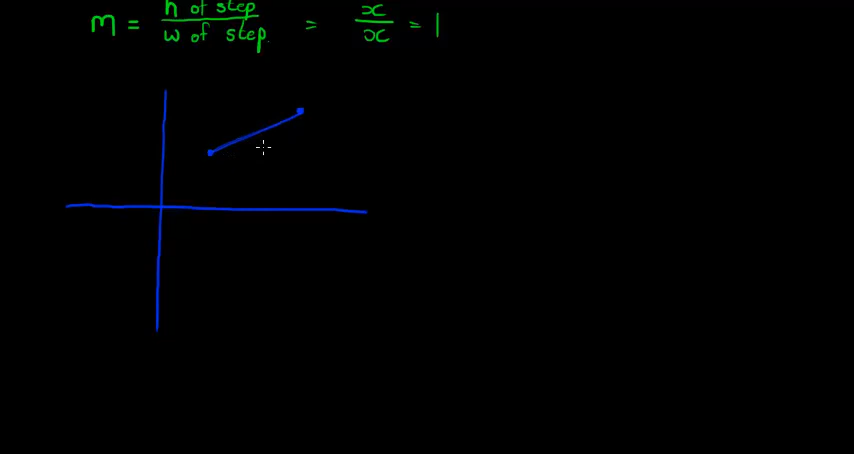 m = h of step / w of step = x / x = 1